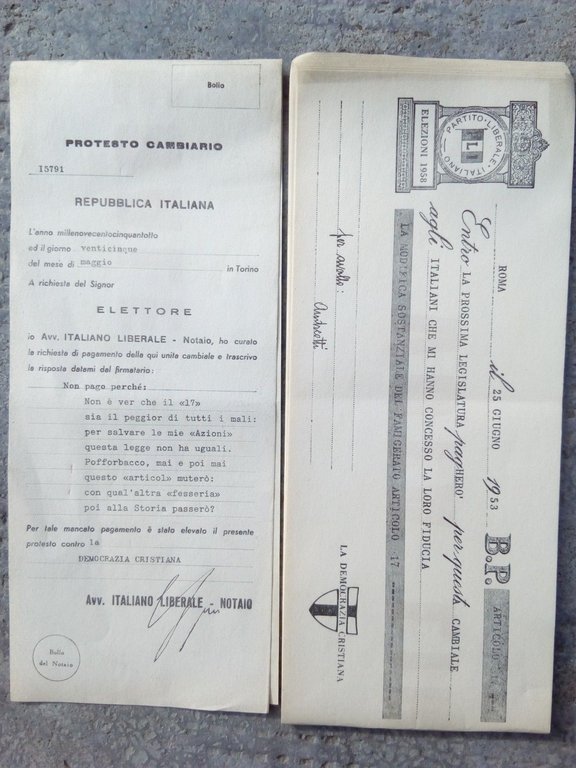 Bollo
PROTESTO CAMBIARIO
I5791
REPUBBLICA ITALIANA
L'anno millenovecentocinquantotto
ed il giorno venticinque
del mese di maggio in Torino
A richiesta del Signor
ELETTORE
io Avv. ITALIANO LIBERALE - Notaio, ho curato
la richiesta di pagamento della qui unita cambiale e trascrivo
la risposta datami dal firmatario:
Non pago perché:
Non è ver che il «17»
sia il peggior di tutti i mali:
per salvare le mie «Azioni»
questa legge non ha uguali.
Pofforbacco, mai e poi mai
questo «articol» muterò:
con qual'altra «fesseria»
poi alla Storia passerò?
Per tale mancato pagamento è stato elevato il presente
protesto contro la
DEMOCRAZIA CRISTIANA
Avv. ITALIANO LIBERALE - NOTAIO
Bollo
del Notaio
PARTITO·LIBERALE·ITALIANO
PLI
ELEZIONI 1958
ROMA il 25 GIUGNO 1953 B.P. ARTICOLO 17
Entro LA PROSSIMA LEGISLATURA pagHERO' per questa CAMBIALE
agli ITALIANI CHE MI HANNO CONCESSO LA LORO FIDUCIA
LA MODIFICA SOSTANZIALE DEL FAMIGERATO ARTICOLO 17
per avallo:
Andreotti
LA DEMOCRAZIA CRISTIANA